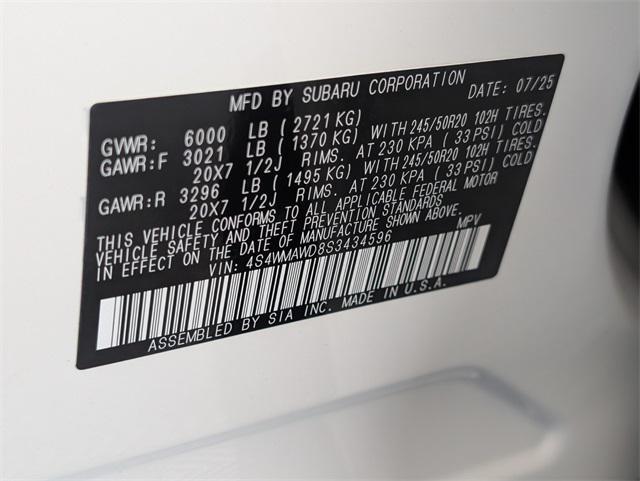 MFD BY SUBARU CORPORATION DATE: 07/25
GVWR: 6000 LB ( 2721 KG)
GAWR:F 3021 LB ( 1370 KG) WITH 245/50R20 102H TIRES.
20X7 1/2J RIMS. AT 230 KPA ( 33 PSI) COLD
GAWR:R 3296 LB ( 1495 KG) WITH 245/50R20 102H TIRES.
20X7 1/2J RIMS. AT 230 KPA ( 33 PSI) COLD
THIS VEHICLE CONFORMS TO ALL APPLICABLE FEDERAL MOTOR
VEHICLE SAFETY AND THEFT PREVENTION STANDARDS
IN EFFECT ON THE DATE OF MANUFACTURE SHOWN ABOVE.
VIN: 4S4WMAWD8S3434596 MPV
ASSEMBLED BY SIA INC. MADE IN U.S.A.